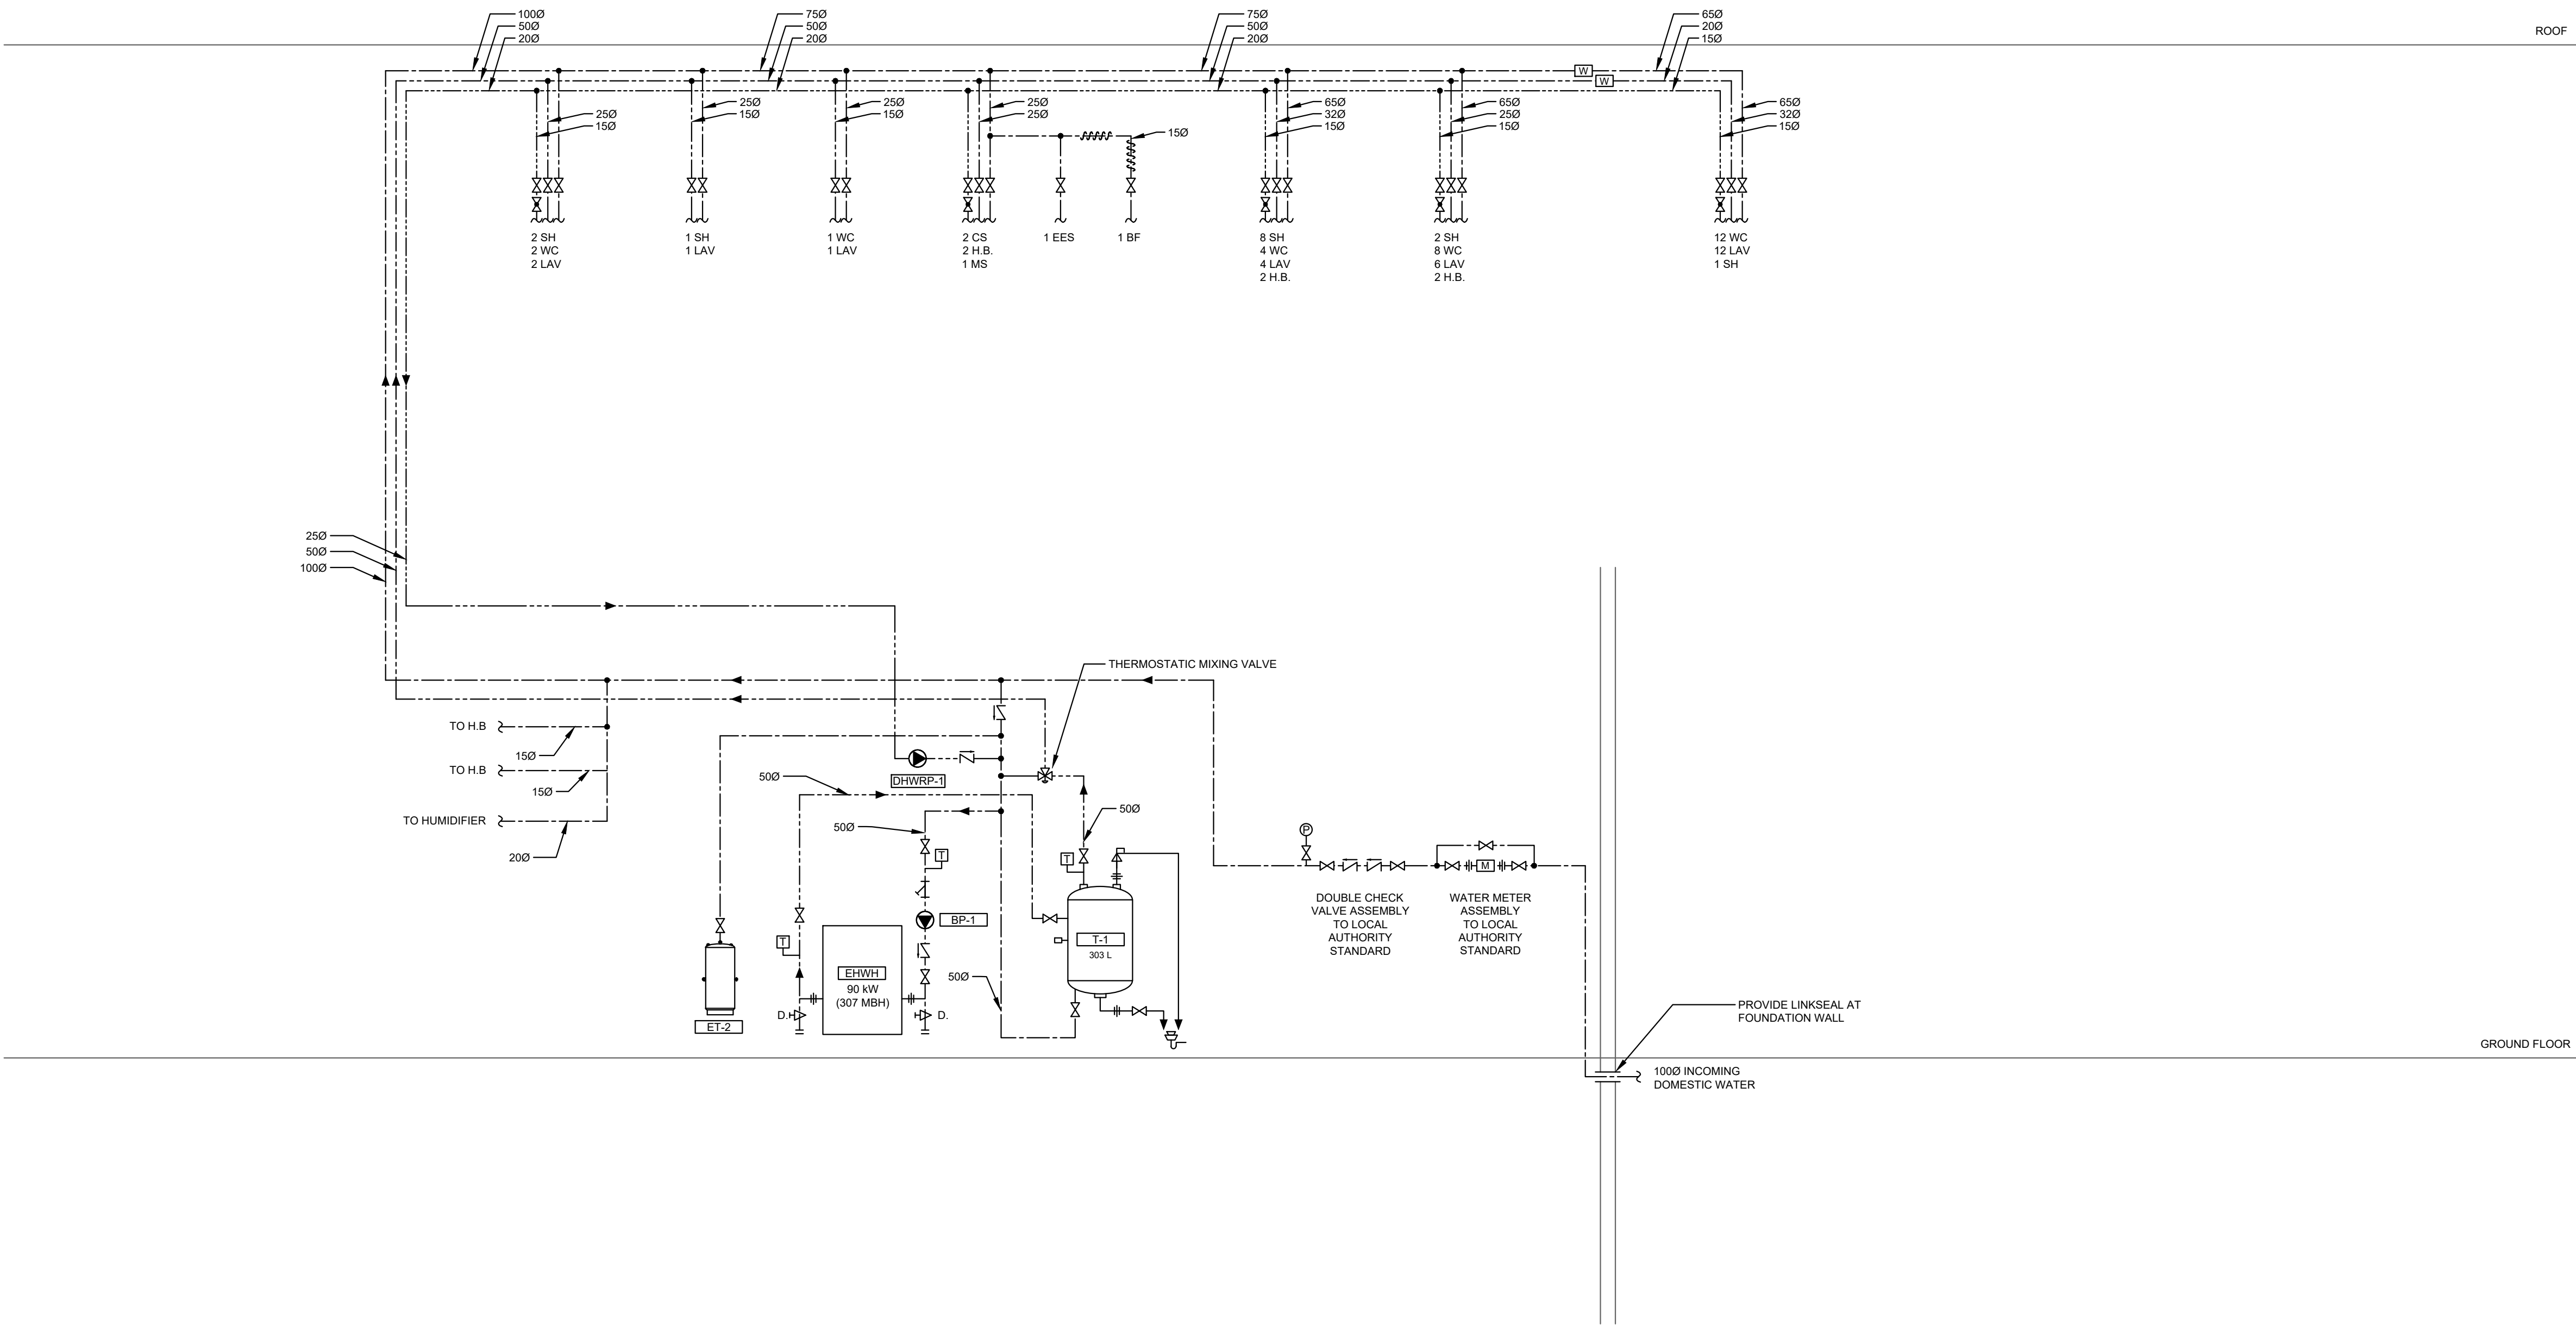 100Ø
50Ø
20Ø
75Ø
50Ø
20Ø
75Ø
50Ø
20Ø
65Ø
20Ø
15Ø
ROOF
W
W
25Ø
15Ø
25Ø
15Ø
25Ø
15Ø
25Ø
25Ø
15Ø
65Ø
32Ø
15Ø
65Ø
25Ø
15Ø
65Ø
32Ø
15Ø
2 SH
2 WC
2 LAV
1 SH
1 LAV
1 WC
1 LAV
2 CS
2 H.B.
1 MS
1 EES
1 BF
8 SH
4 WC
4 LAV
2 H.B.
2 SH
8 WC
6 LAV
2 H.B.
12 WC
12 LAV
1 SH
25Ø
50Ø
100Ø
THERMOSTATIC MIXING VALVE
TO H.B
15Ø
TO H.B
15Ø
TO HUMIDIFIER
20Ø
DHWRP-1
50Ø
50Ø
50Ø
T
T
T
BP-1
EHWH
90 kW
(307 MBH)
D.
D.
ET-2
50Ø
T-1
303 L
P
M
DOUBLE CHECK
VALVE ASSEMBLY
TO LOCAL
AUTHORITY
STANDARD
WATER METER
ASSEMBLY
TO LOCAL
AUTHORITY
STANDARD
PROVIDE LINKSEAL AT
FOUNDATION WALL
GROUND FLOOR
100Ø INCOMING
DOMESTIC WATER